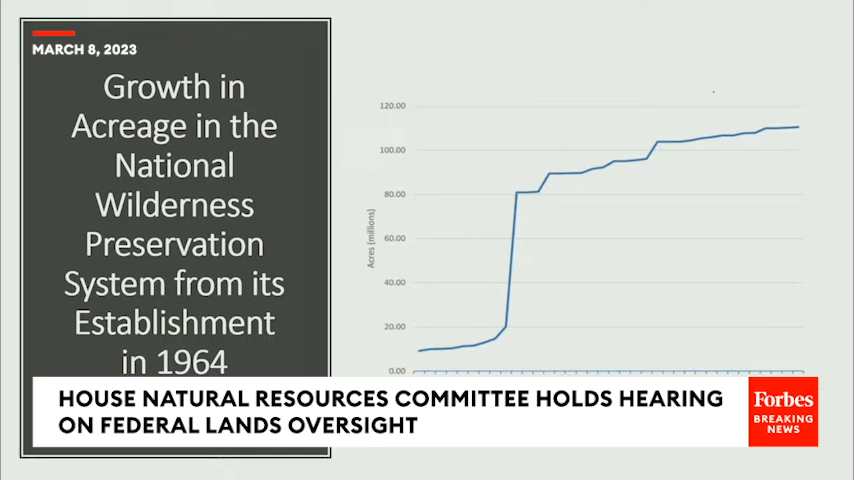 MARCH 8, 2023
Growth in
Acreage in the
National
Wilderness
Preservation
System from its
Establishment
in 1964
120.00
100.00
80.00
60.00
40.00
20.00
0.00
Acres (millions)
HOUSE NATURAL RESOURCES COMMITTEE HOLDS HEARING
ON FEDERAL LANDS OVERSIGHT
Forbes
BREAKING
NEWS